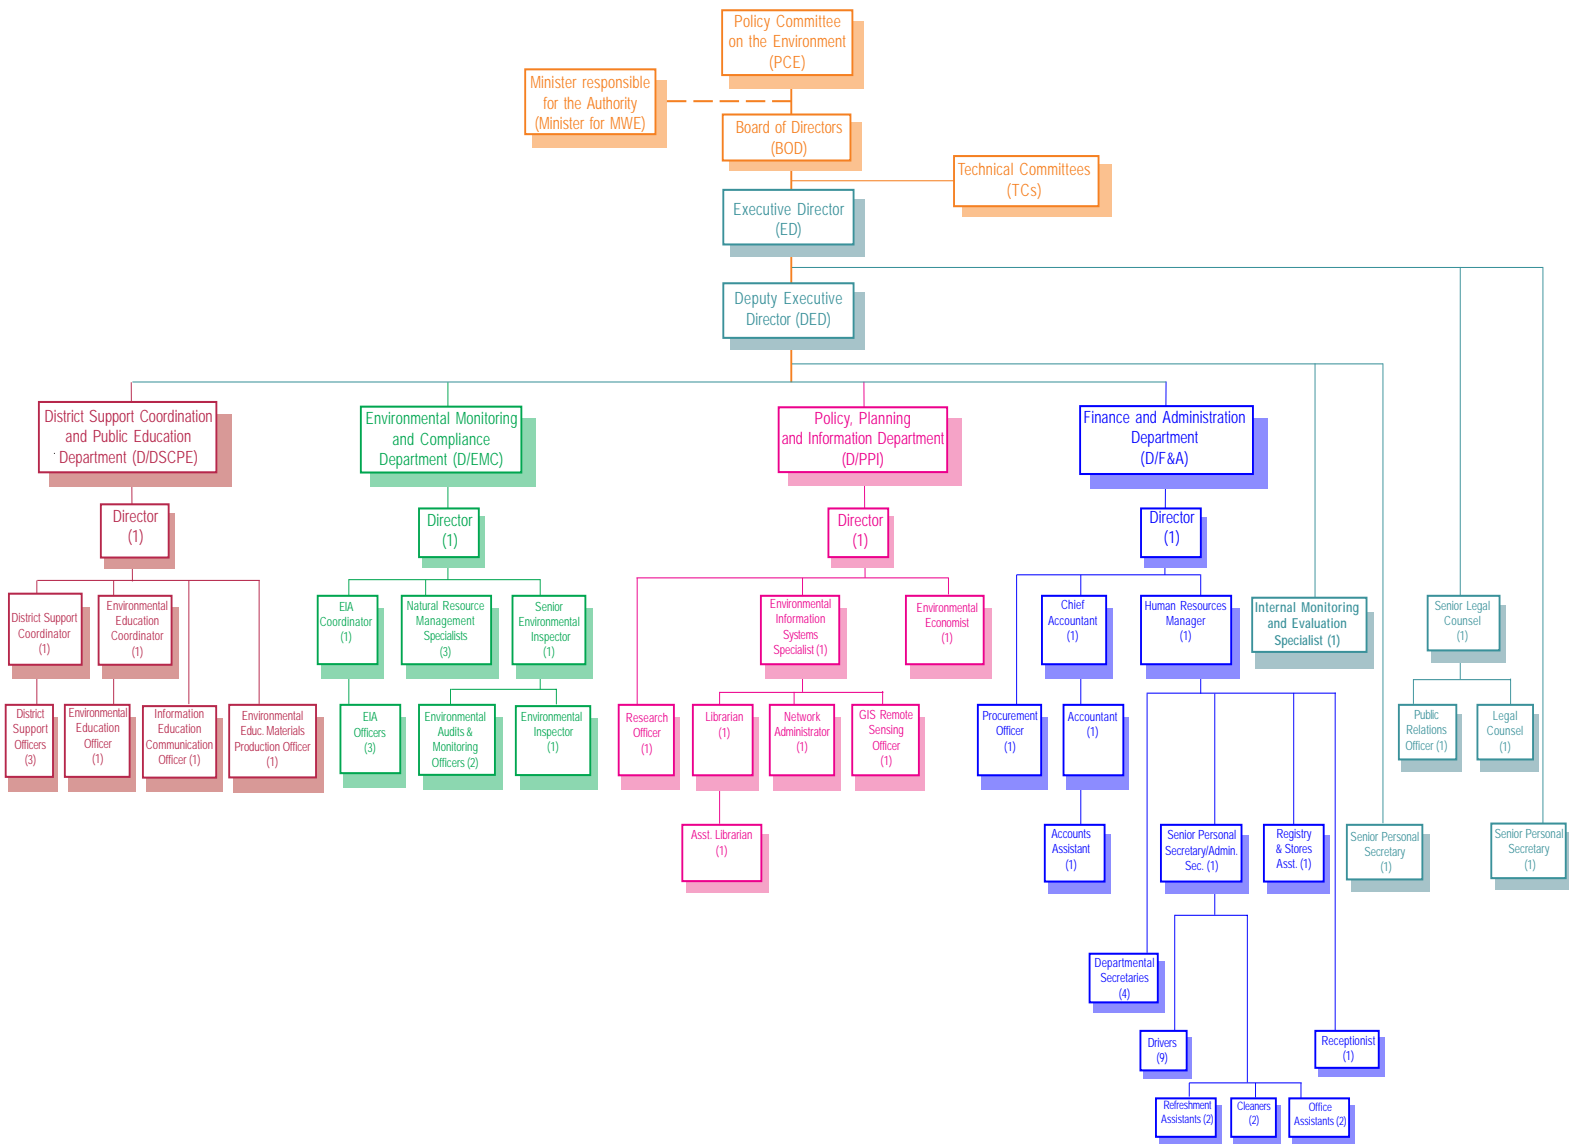 Policy Committee
on the Environment
(PCE)
Minister responsible
for the Authority
(Minister for MWE)
Board of Directors
(BOD)
Technical Committees
(TCs)
Executive Director
(ED)
Deputy Executive
Director (DED)
District Support Coordination
and Public Education
Department (D/DSCPE)
Environmental Monitoring
and Compliance
Department (D/EMC)
Policy, Planning
and Information Department
(D/PPI)
Finance and Administration
Department
(D/F&A)
Director
(1)
Director
(1)
Director
(1)
Director
(1)
District Support
Coordinator
(1)
Environmental
Education
Coordinator
(1)
EIA
Coordinator
(1)
Natural Resource
Management
Specialists
(3)
Senior
Environmental
Inspector
(1)
Environmental
Information
Systems
Specialist (1)
Environmental
Economist
(1)
Chief
Accountant
(1)
Human Resources
Manager
(1)
Internal Monitoring
and Evaluation
Specialist (1)
Senior Legal
Counsel
(1)
District
Support
Officers
(3)
Environmental
Education
Officer
(1)
Information
Education
Communication
Officer (1)
Environmental
Educ. Materials
Production Officer
(1)
EIA
Officers
(3)
Environmental
Audits &
Monitoring
Officers (2)
Environmental
Inspector
(1)
Research
Officer
(1)
Librarian
(1)
Network
Administrator
(1)
GIS Remote
Sensing
Officer
(1)
Procurement
Officer
(1)
Accountant
(1)
Public
Relations
Officer (1)
Legal
Counsel
(1)
Asst. Librarian
(1)
Accounts
Assistant
(1)
Senior Personal
Secretary/Admin.
Sec. (1)
Registry
& Stores
Asst. (1)
Senior Personal
Secretary
(1)
Senior Personal
Secretary
(1)
Departmental
Secretaries
(4)
Drivers
(9)
Receptionist
(1)
Refreshment
Assistants (2)
Cleaners
(2)
Office
Assistants (2)